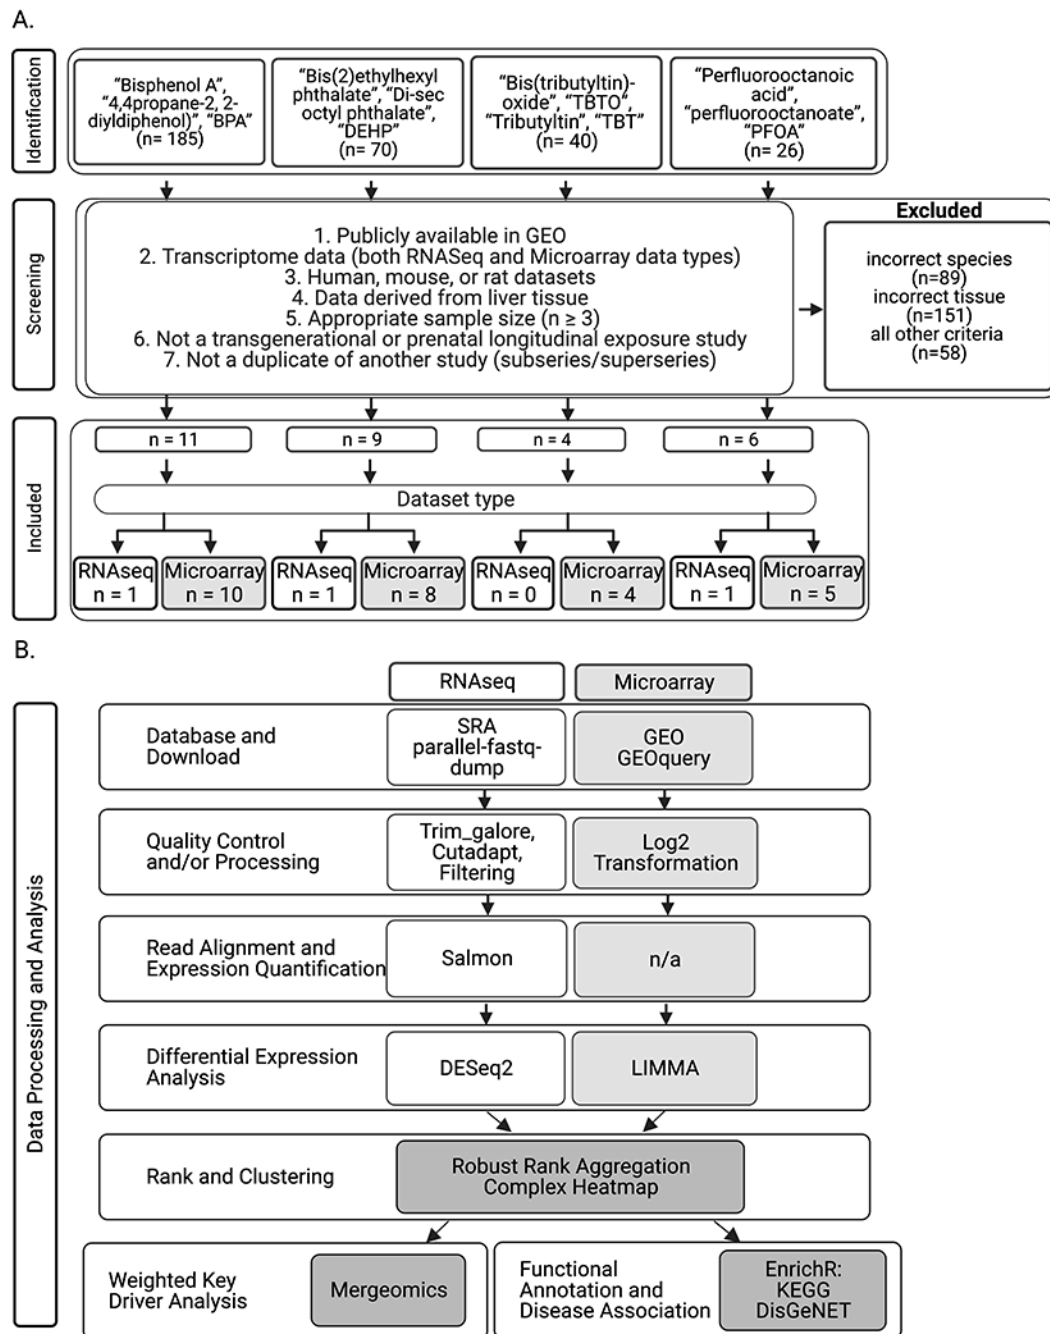 A.
Identification
"Bisphenol A",
"4,4propane-2, 2-
diyldiphenol)", "BPA"
(n= 185)
"Bis(2)ethylhexyl
phthalate", "Di-sec
octyl phthalate",
"DEHP"
(n= 70)
"Bis(tributyltin)-
oxide", "TBTO",
"Tributyltin", "TBT"
(n= 40)
"Perfluorooctanoic
acid",
"perfluorooctanoate",
"PFOA"
(n= 26)
Screening
1. Publicly available in GEO
2. Transcriptome data (both RNASeq and Microarray data types)
3. Human, mouse, or rat datasets
4. Data derived from liver tissue
5. Appropriate sample size (n ≥ 3)
6. Not a transgenerational or prenatal longitudinal exposure study
7. Not a duplicate of another study (subseries/superseries)
Excluded
incorrect species
(n=89)
incorrect tissue
(n=151)
all other criteria
(n=58)
Included
n = 11
n = 9
n = 4
n = 6
Dataset type
RNAseq
n = 1
Microarray
n = 10
RNAseq
n = 1
Microarray
n = 8
RNAseq
n = 0
Microarray
n = 4
RNAseq
n = 1
Microarray
n = 5
B.
Data Processing and Analysis
RNAseq
Microarray
Database and
Download
SRA
parallel-fastq-
dump
GEO
GEOquery
Quality Control
and/or Processing
Trim_galore,
Cutadapt,
Filtering
Log2
Transformation
Read Alignment and
Expression Quantification
Salmon
n/a
Differential Expression
Analysis
DESeq2
LIMMA
Rank and Clustering
Robust Rank Aggregation
Complex Heatmap
Weighted Key
Driver Analysis
Mergeomics
Functional
Annotation and
Disease Association
EnrichR:
KEGG
DisGeNET